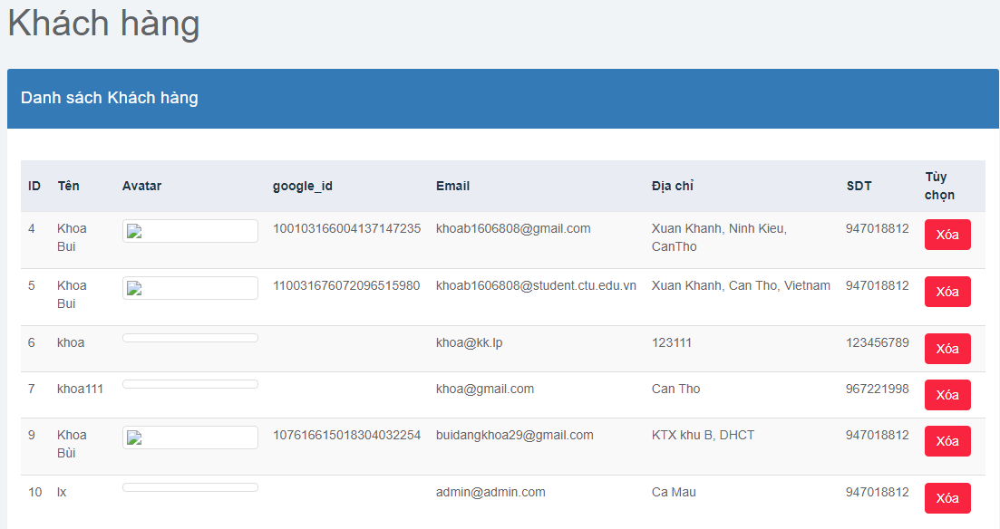 Khách hàng
Danh sách Khách hàng
ID Tên Avatar google_id Email Địa chỉ SDT Tùy chọn
4 Khoa Bui 100103166004137147235 khoab1606808@gmail.com Xuan Khanh, Ninh Kieu, CanTho 947018812 Xóa
5 Khoa Bui 110031676072096515980 khoab1606808@student.ctu.edu.vn Xuan Khanh, Can Tho, Vietnam 947018812 Xóa
6 khoa khoa@kk.lp 123111 123456789 Xóa
7 khoa111 khoa@gmail.com Can Tho 967221998 Xóa
9 Khoa Bùi 107616615018304032254 buidangkhoa29@gmail.com KTX khu B, DHCT 947018812 Xóa
10 lx admin@admin.com Ca Mau 947018812 Xóa